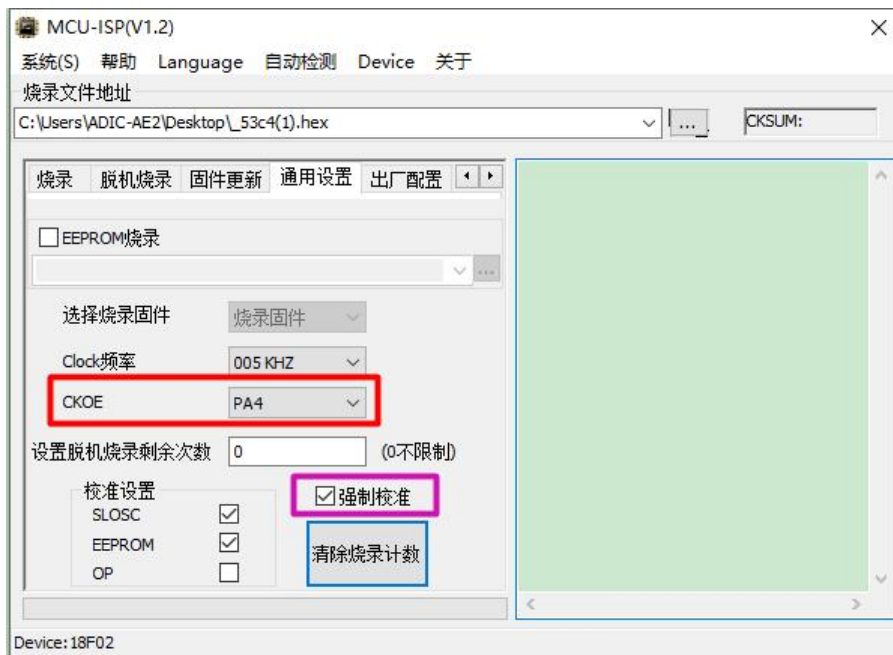 MCU-ISP(V1.2)
系统(S) 帮助 Language 自动检测 Device 关于
烧录文件地址
C:\Users\ADIC-AE2\Desktop\_53c4(1).hex ... CKSUM:
烧录 脱机烧录 固件更新 通用设置 出厂配置
EEPROM烧录
...
选择烧录固件 烧录固件
Clock频率 005 KHZ
CKOE PA4
设置脱机烧录剩余次数 0 (0不限制)
校准设置 强制校准
SLOSC
EEPROM 清除烧录计数
OP
Device:18F02